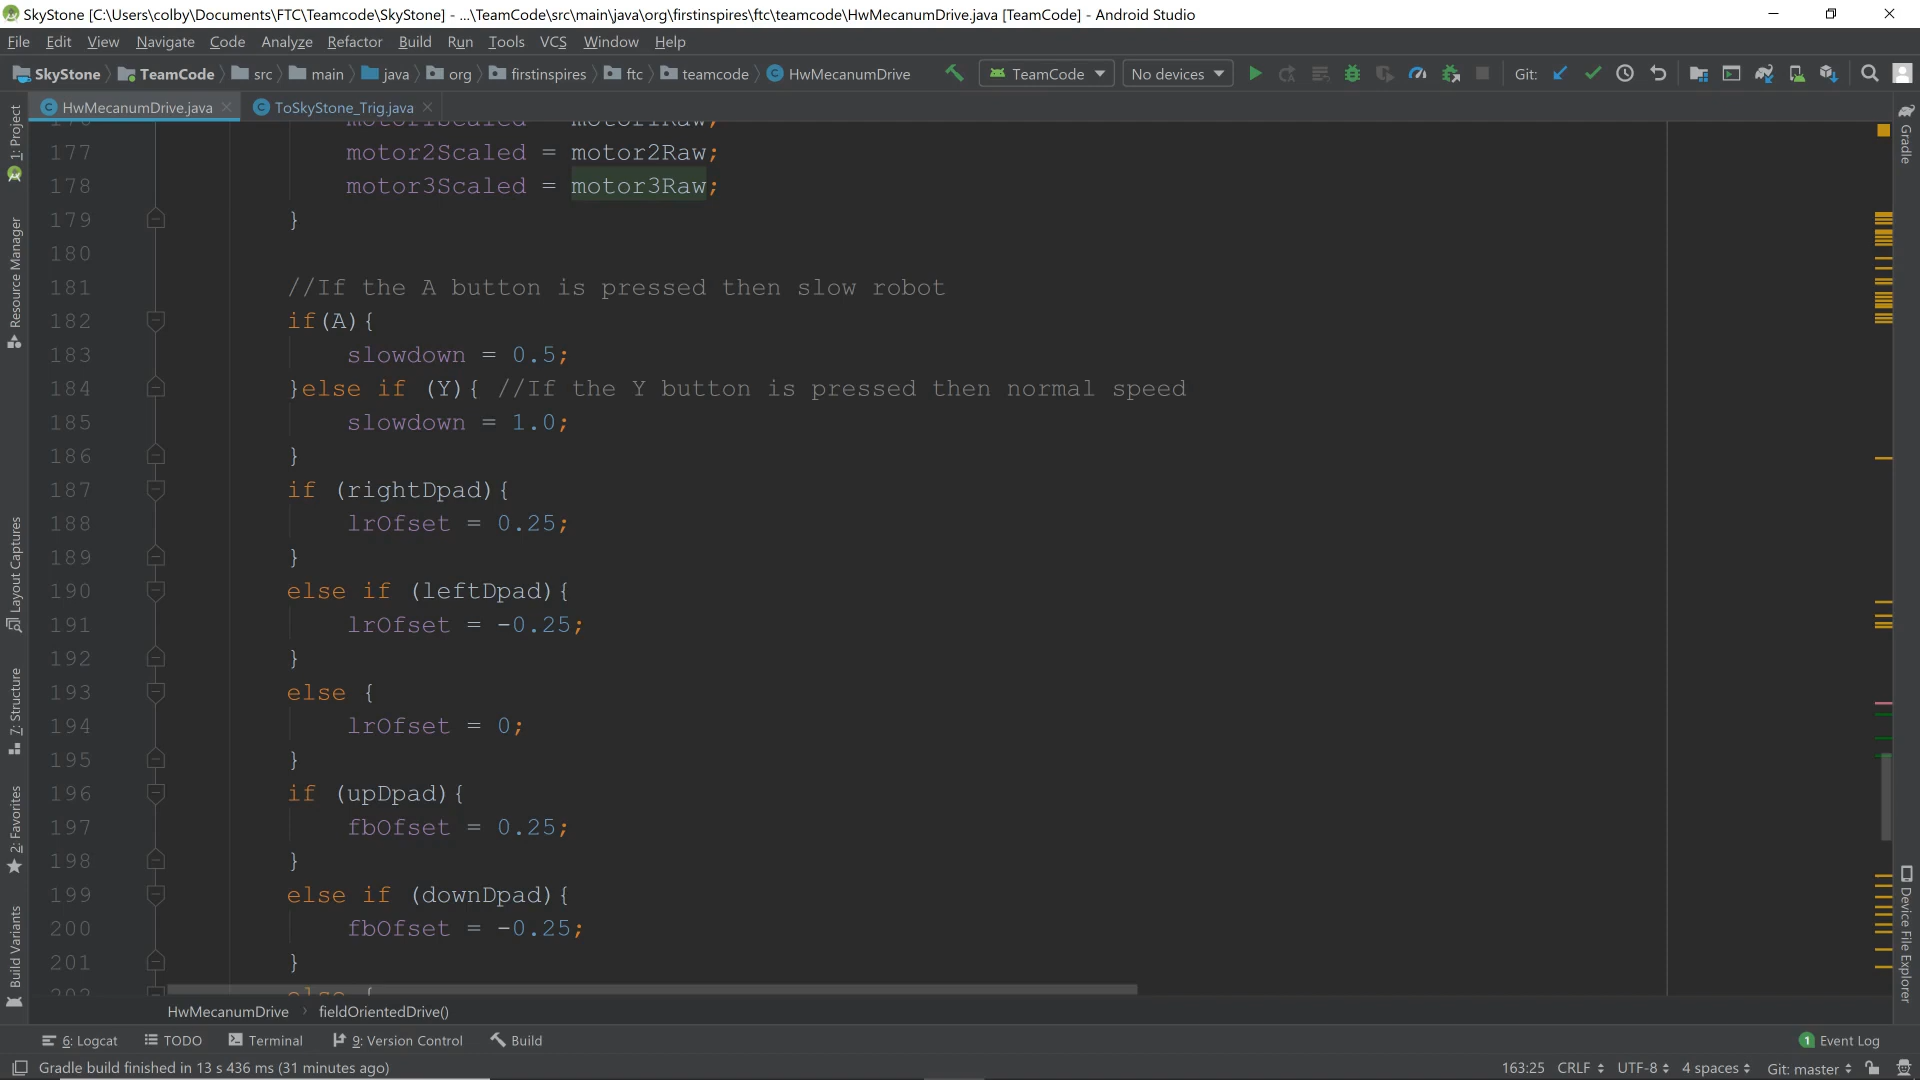 SkyStone [C:\Users\colby\Documents\FTC\Teamcode\SkyStone] - ...\TeamCode\src\main\java\org\firstinspires\ftc\teamcode\HwMecanumDrive.java [TeamCode] - Android Studio
File Edit View Navigate Code Analyze Refactor Build Run Tools VCS Window Help
SkyStone TeamCode src main java org firstinspires ftc teamcode HwMecanumDrive TeamCode No devices Git:
HwMecanumDrive.java ToSkyStone_Trig.java
176 motor1Scaled = motor1Raw;
177 motor2Scaled = motor2Raw;
178 motor3Scaled = motor3Raw;
179 }
180
181 //If the A button is pressed then slow robot
182 if(A){
183 slowdown = 0.5;
184 }else if (Y){ //If the Y button is pressed then normal speed
185 slowdown = 1.0;
186 }
187 if (rightDpad){
188 lrOfset = 0.25;
189 }
190 else if (leftDpad){
191 lrOfset = -0.25;
192 }
193 else {
194 lrOfset = 0;
195 }
196 if (upDpad){
197 fbOfset = 0.25;
198 }
199 else if (downDpad){
200 fbOfset = -0.25;
201 }
202 else {
HwMecanumDrive fieldOrientedDrive()
6: Logcat TODO Terminal 9: Version Control Build 1 Event Log
Gradle build finished in 13 s 436 ms (31 minutes ago) 163:25 CRLF UTF-8 4 spaces Git: master
1: Project
Resource Manager
Layout Captures
7: Structure
2: Favorites
Build Variants
Gradle
Device File Explorer